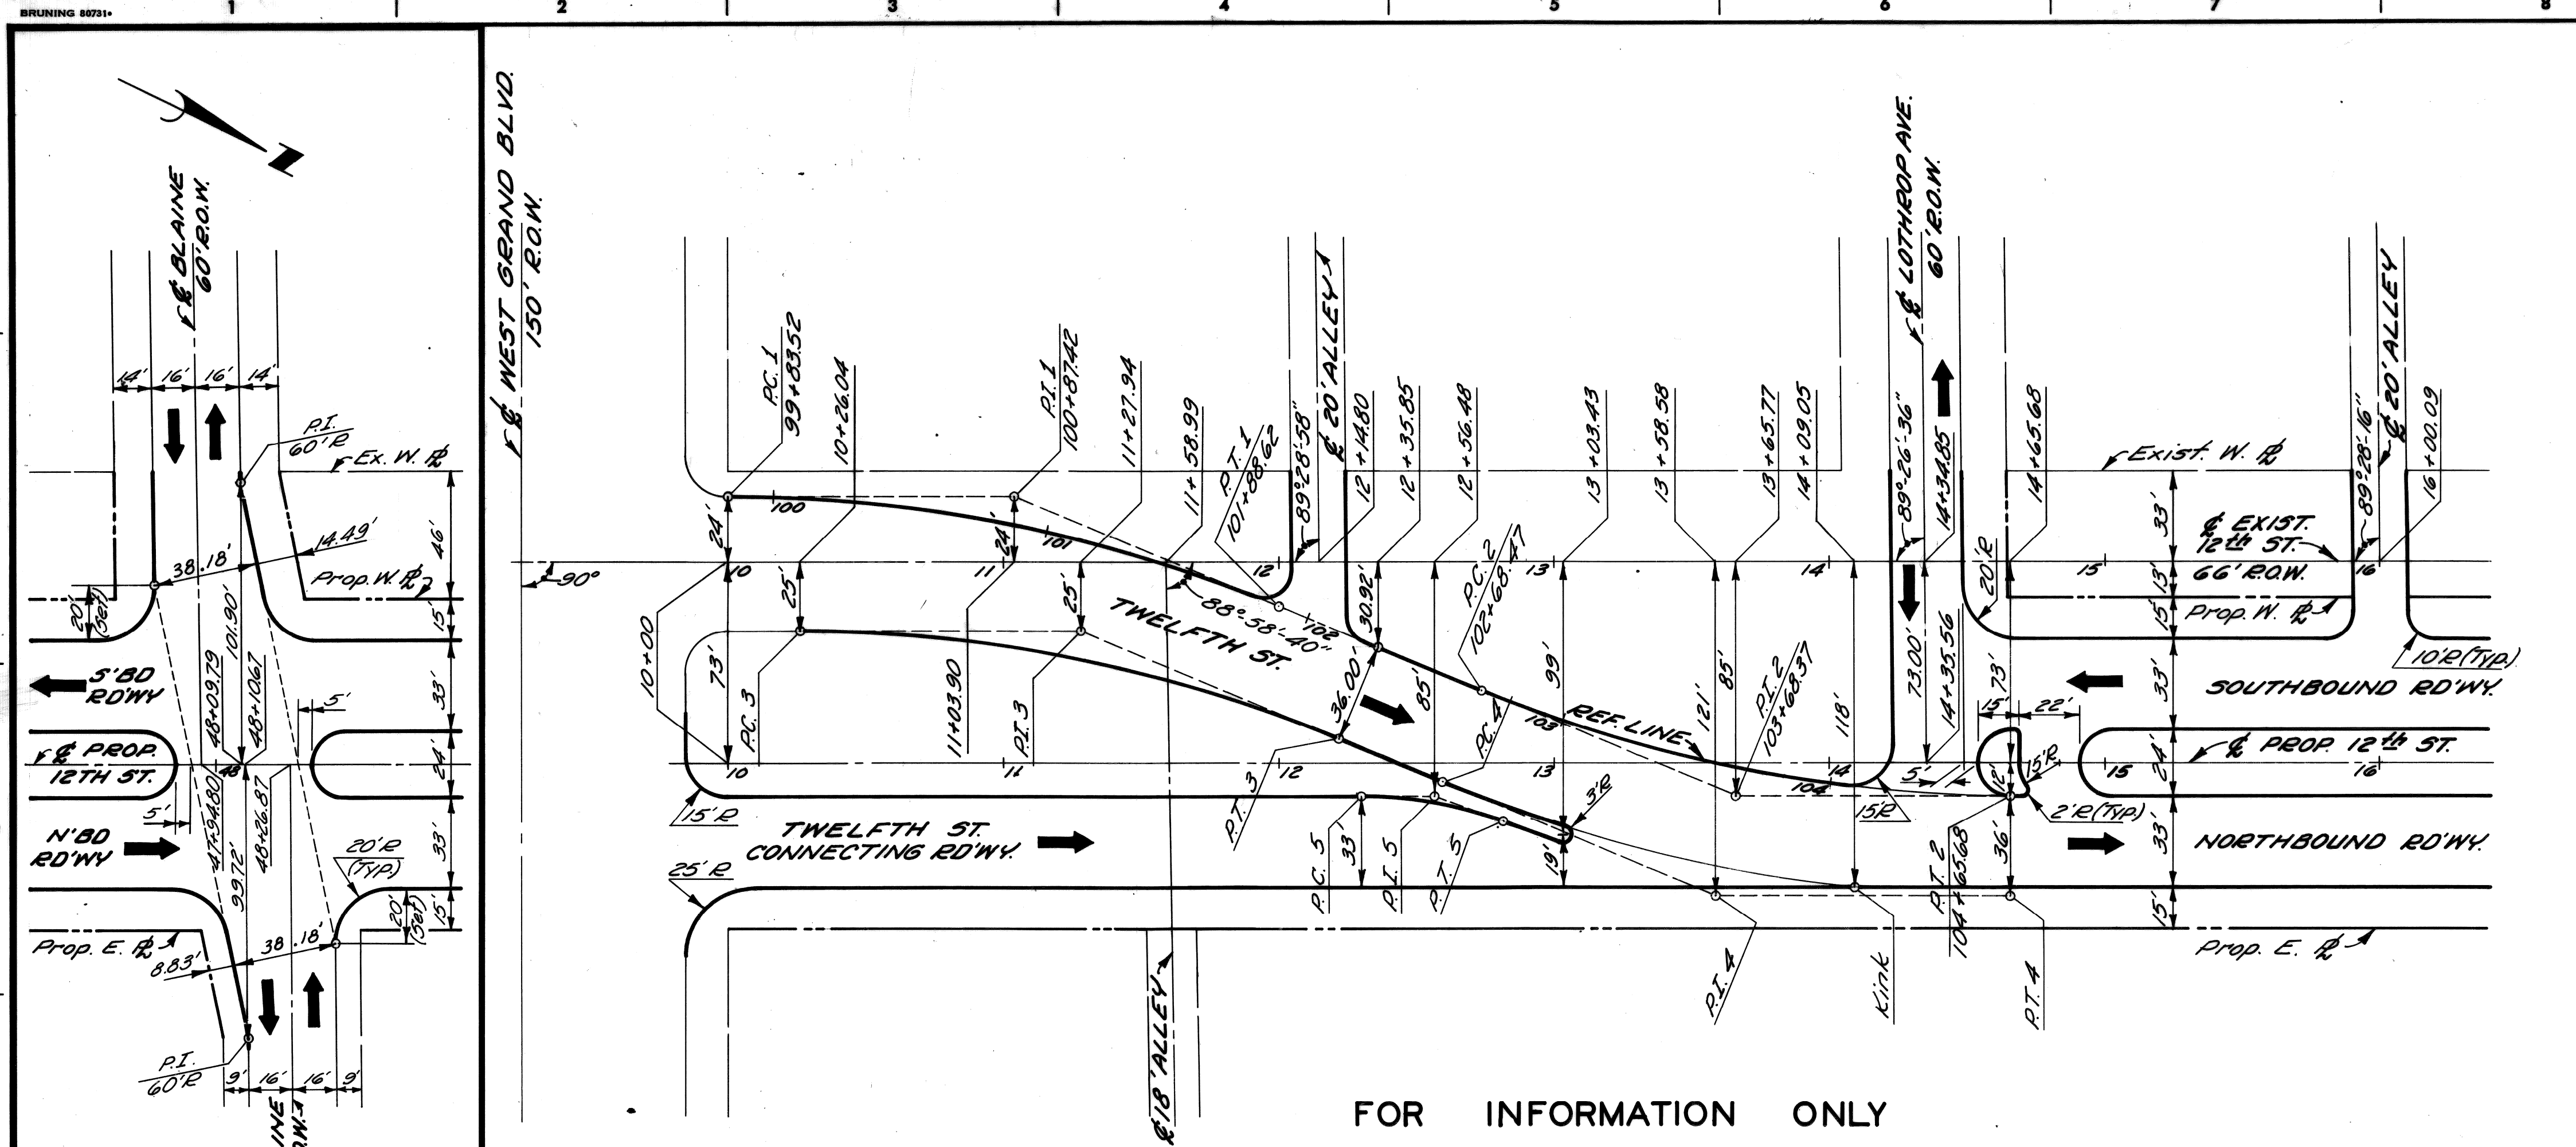 BRUNING 80731
1 2 3 4 5 6 7 8
N
℄ BLAINE
60' R.O.W.
14' 16' 16' 14'
P.I.
60' R
Ex. W. ℙL
38.18'
14.49'
46'
Prop. W. ℙL
20'
(Set)
101.90'
15'
S'BD
RD'WY
48+09.79
48+10.67
5'
33'
℄ PROP.
12TH ST.
48
24'
5'
47+94.80
99.72'
48+26.87
N'BD
RD'WY
20' R
(TYP.)
33'
20'
(Set)
15'
Prop. E. ℙL
38.18'
8.83'
P.I.
60' R
9' 16' 16' 9'
℄ WEST GRAND BLVD.
150' R.O.W.
90°
P.C. 1
99+83.52
10+26.04
P.I. 1
100+87.42
11+27.94
11+58.99
P.T. 1
101+88.62
89°-28'-58"
℄ 20' ALLEY
12+14.80
12+35.85
12+56.48
13+03.43
13+58.58
13+65.77
14+09.05
℄ LOTHROP AVE.
60' R.O.W.
89°-26'-36"
14+34.85
14+65.68
Exist. W. ℙL
89°-28'-16"
℄ 20' ALLEY
16+00.09
24'
100
24'
101
10 11 12 13 14 15 16
33'
℄ EXIST.
12th ST.
66' R.O.W.
13'
Prop. W. ℙL
15'
20' R
10' R (TYP.)
10+00
73'
25'
25'
88°-58'-40"
TWELFTH ST.
102
30.92'
36.00'
85'
P.C. 2
102+68.47
99'
103
REF. LINE
121'
85'
P.I. 2
103+68.37
118'
104
73.00'
14+35.56
73'
15'
22'
33'
SOUTHBOUND RD'WY.
P.C. 3
11+03.90
P.I. 3
P.T. 3
P.C. 4
10 11 12 13 14 15 16
5'
12'
15' R
24'
℄ PROP. 12th ST.
15' R
TWELFTH ST.
CONNECTING RD'WY.
3' R
15' R
2' R (TYP.)
36'
33'
NORTHBOUND RD'WY.
25' R
P.C. 5
33'
P.I. 5
P.T. 5
19'
P.T. 2
104+65.68
15'
℄ 18' ALLEY
P.I. 4
Kink
P.T. 4
Prop. E. ℙL
FOR INFORMATION ONLY